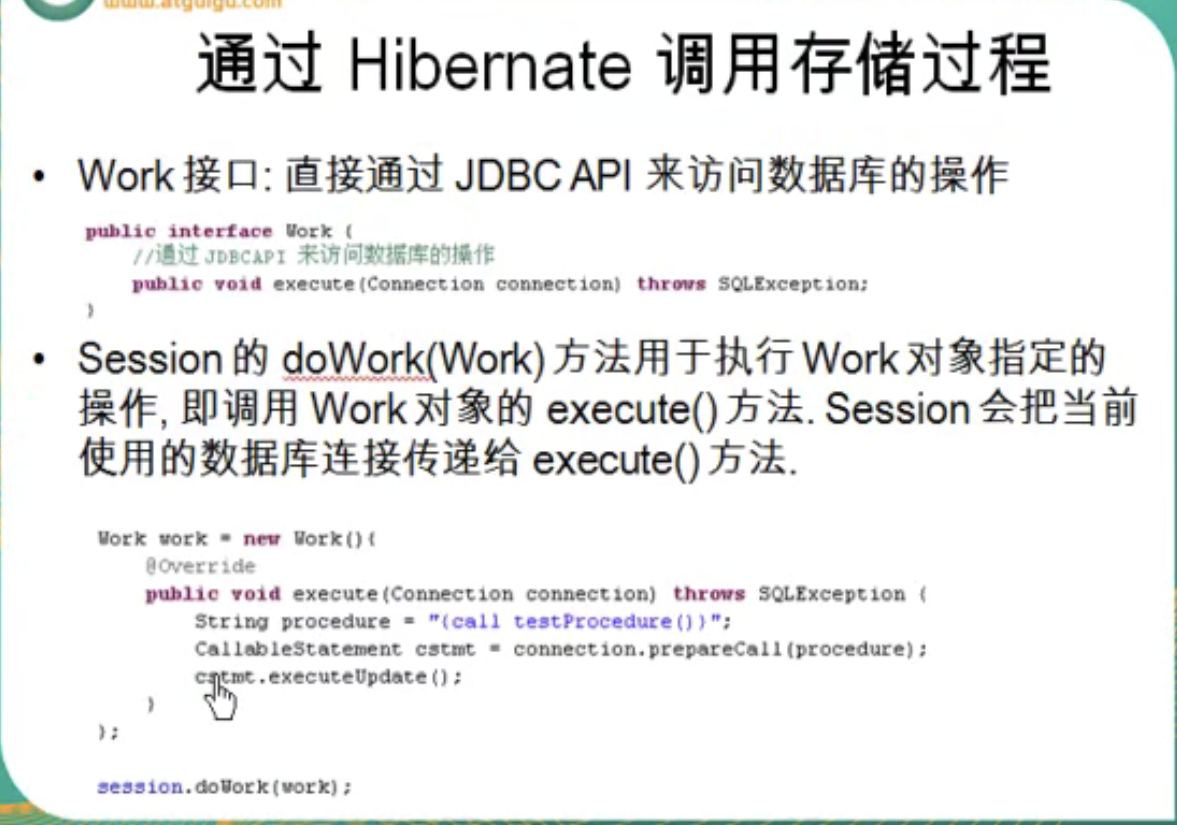 www.atguigu.com
通过 Hibernate 调用存储过程
• Work 接口: 直接通过 JDBC API 来访问数据库的操作
public interface Work {
//通过 JDBCAPI 来访问数据库的操作
public void execute(Connection connection) throws SQLException;
}
• Session 的 doWork(Work) 方法用于执行 Work 对象指定的
操作, 即调用 Work 对象的 execute() 方法. Session 会把当前
使用的数据库连接传递给 execute() 方法.
Work work = new Work(){
@Override
public void execute(Connection connection) throws SQLException {
String procedure = "{call testProcedure()}";
CallableStatement cstmt = connection.prepareCall(procedure);
cstmt.executeUpdate();
}
};
session.doWork(work);